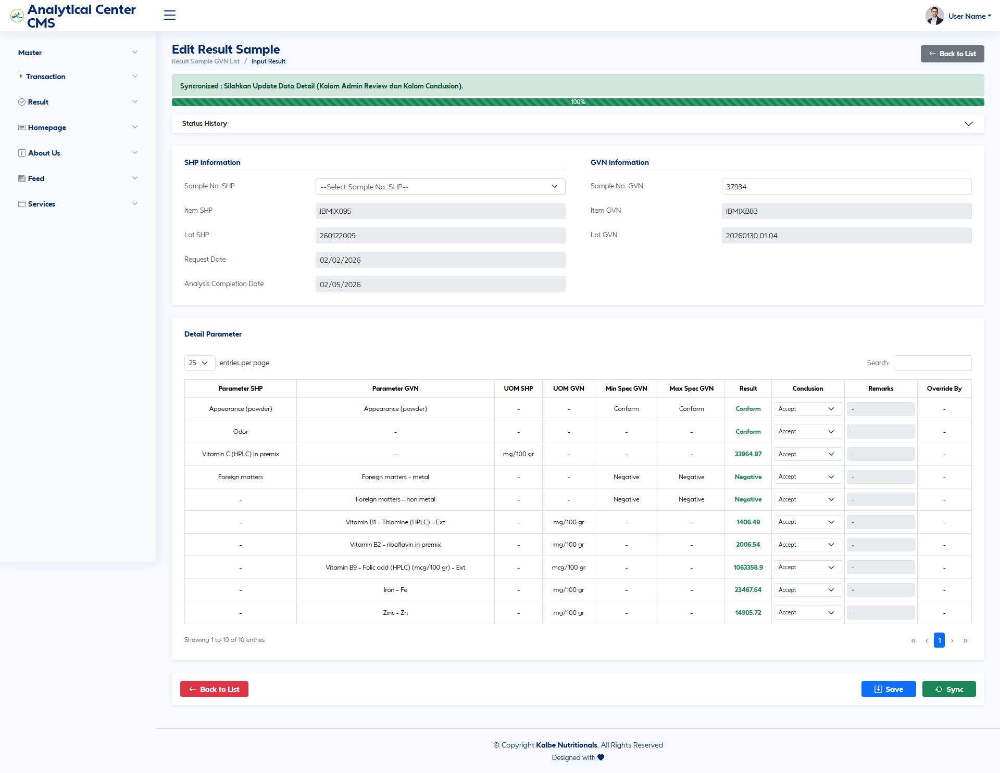 Analytical Center
CMS
User Name
Master
Transaction
Result
Homepage
About Us
Feed
Services
Edit Result Sample
Result Sample GVN List / Input Result
← Back to List
Syncronized : Silahkan Update Data Detail (Kolom Admin Review dan Kolom Conclusion).
100%
Status History
SHP Information
Sample No. SHP --Select Sample No. SHP--
Item SHP IBMIX095
Lot SHP 260122009
Request Date 02/02/2026
Analysis Completion Date 02/05/2026
GVN Information
Sample No. GVN 37934
Item GVN IBMIXB83
Lot GVN 20260130.01.04
Detail Parameter
25 entries per page Search:
Parameter SHP Parameter GVN UOM SHP UOM GVN Min Spec GVN Max Spec GVN Result Conclusion Remarks Override By
Appearance (powder) Appearance (powder) - - Conform Conform Conform Accept - -
Odor - - - - - Conform Accept - -
Vitamin C (HPLC) in premix - mg/100 gr - - - 33964.87 Accept - -
Foreign matters Foreign matters - metal - - Negative Negative Negative Accept - -
- Foreign matters - non metal - - Negative Negative Negative Accept - -
- Vitamin B1 - Thiamine (HPLC) - Ext - mg/100 gr - - 1406.49 Accept - -
- Vitamin B2 - riboflavin in premix - mg/100 gr - - 2006.54 Accept - -
- Vitamin B9 - Folic acid (HPLC) (mcg/100 gr) - Ext - mcg/100 gr - - 1063358.9 Accept - -
- Iron - Fe - mg/100 gr - - 23467.64 Accept - -
- Zinc - Zn - mg/100 gr - - 14905.72 Accept - -
Showing 1 to 10 of 10 entries
« ‹ 1 › »
← Back to List
Save
Sync
© Copyright Kalbe Nutritionals. All Rights Reserved
Designed with